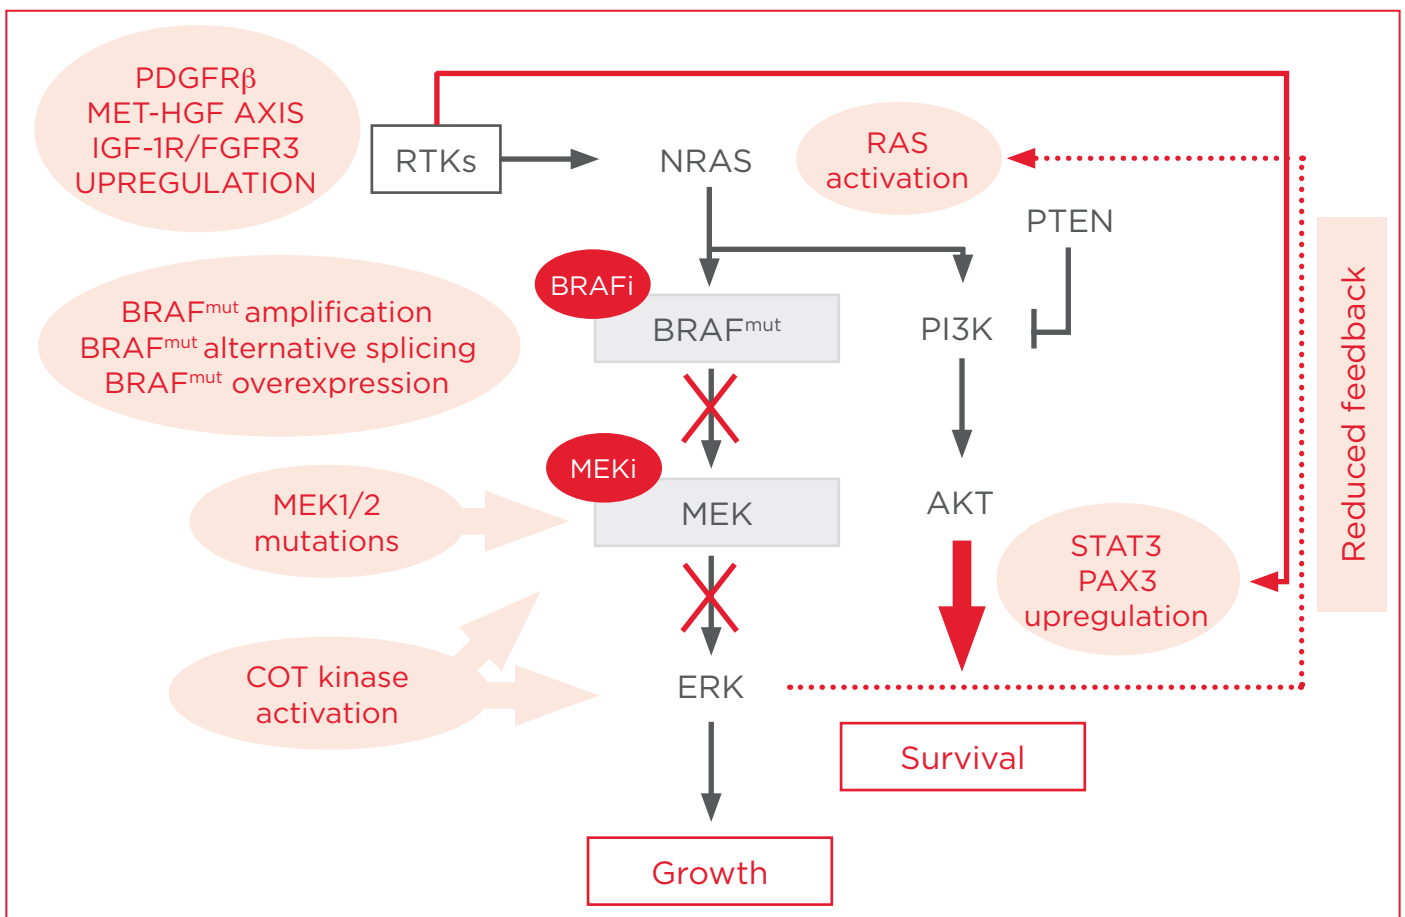 PDGFRβ
MET-HGF AXIS
IGF-1R/FGFR3
UPREGULATION
RTKs
NRAS
RAS
activation
PTEN
BRAFi
BRAFmut
PI3K
BRAFmut amplification
BRAFmut alternative splicing
BRAFmut overexpression
Reduced feedback
MEKi
MEK
AKT
MEK1/2
mutations
STAT3
PAX3
upregulation
COT kinase
activation
ERK
Survival
Growth